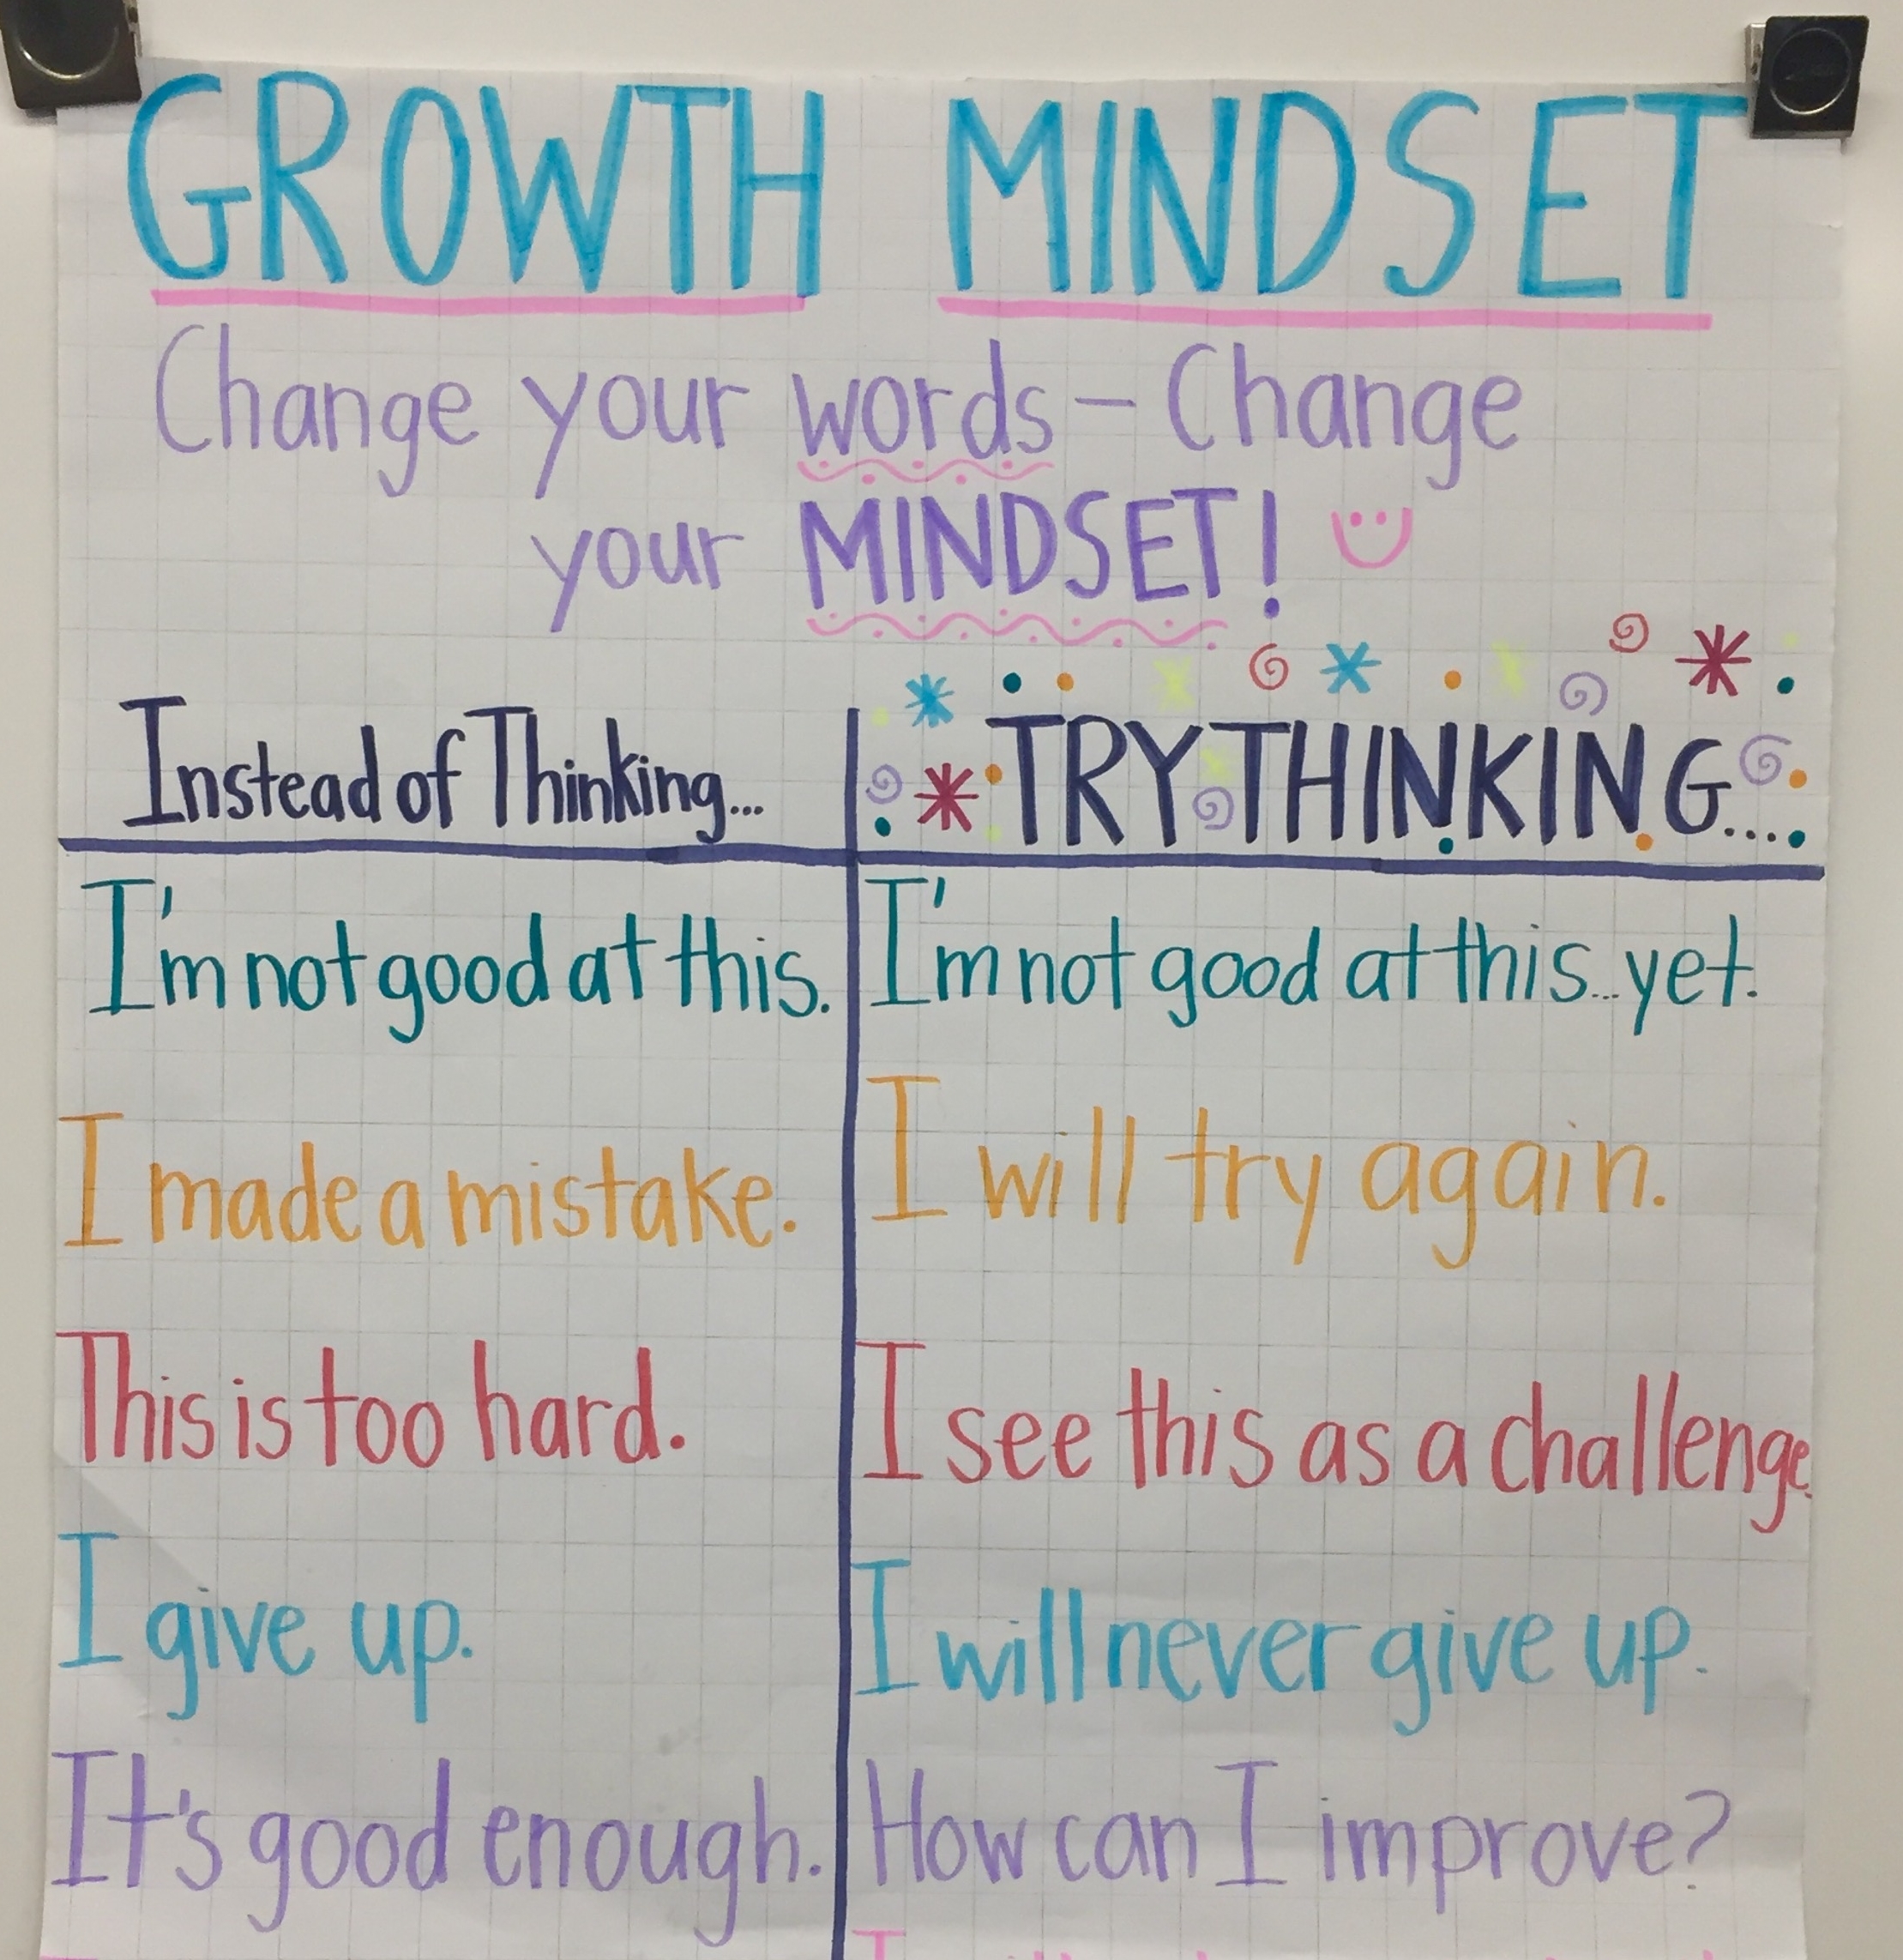 GROWTH MINDSET
Change your words - Change
your MINDSET!
Instead of Thinking...
TRY THINKING....
I'm not good at this.
I'm not good at this...yet.
I made a mistake.
I will try again.
This is too hard.
I see this as a challenge.
I give up.
I will never give up.
It's good enough.
How can I improve?